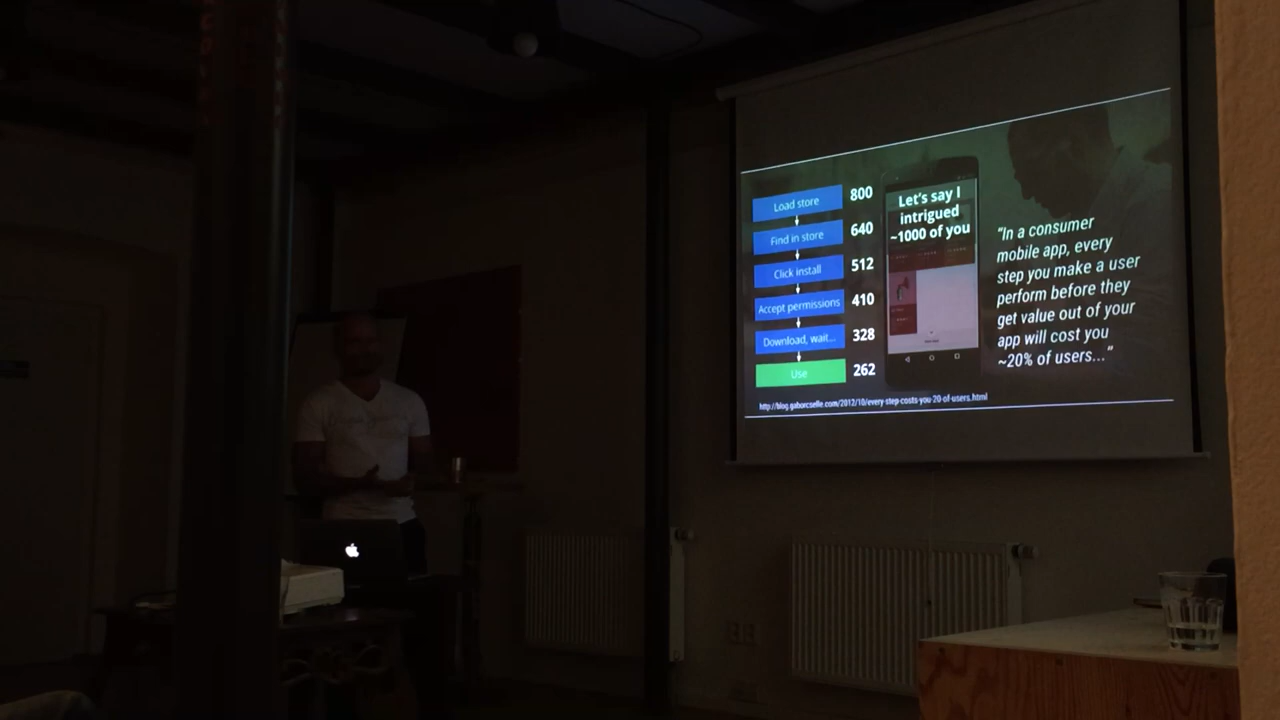 Load store
800
Find in store
640
Click install
512
Accept permissions
410
Download, wait...
328
Use
262
Let's say I
intrigued
~1000 of you
"In a consumer
mobile app, every
step you make a user
perform before they
get value out of your
app will cost you
~20% of users..."
http://blog.gaborcselle.com/2012/10/every-step-costs-you-20-of-users.html